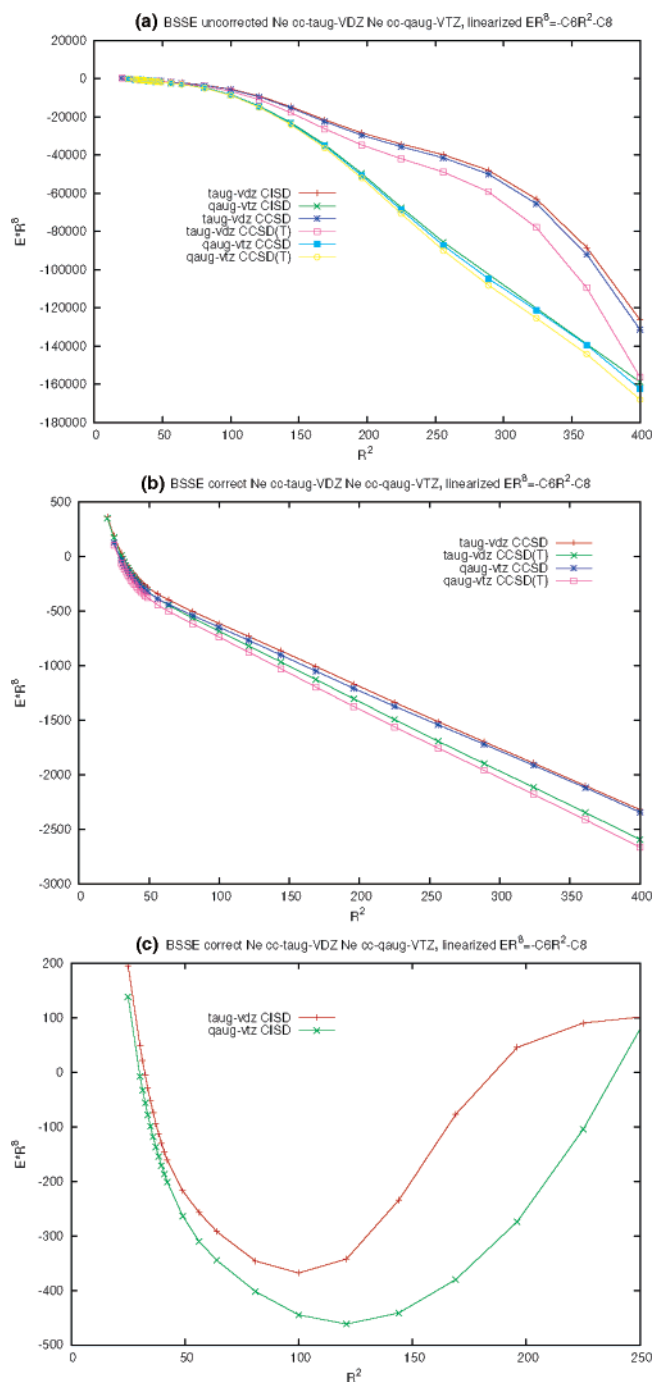 (a) BSSE uncorrected Ne cc-taug-VDZ Ne cc-qaug-VTZ, linearized ER⁸=-C6R²-C8
20000
0
-20000
-40000
-60000
-80000
-100000
-120000
-140000
-160000
-180000
E*R⁸
taug-vdz CISD
qaug-vtz CISD
taug-vdz CCSD
taug-vdz CCSD(T)
qaug-vtz CCSD
qaug-vtz CCSD(T)
0 50 100 150 200 250 300 350 400
R²
(b) BSSE correct Ne cc-taug-VDZ Ne cc-qaug-VTZ, linearized ER⁸=-C6R²-C8
500
0
-500
-1000
-1500
-2000
-2500
-3000
E*R⁸
taug-vdz CCSD
taug-vdz CCSD(T)
qaug-vtz CCSD
qaug-vtz CCSD(T)
0 50 100 150 200 250 300 350 400
R²
(c) BSSE correct Ne cc-taug-VDZ Ne cc-qaug-VTZ, linearized ER⁸=-C6R²-C8
200
100
0
-100
-200
-300
-400
-500
E*R⁸
taug-vdz CISD
qaug-vtz CISD
0 50 100 150 200 250
R²